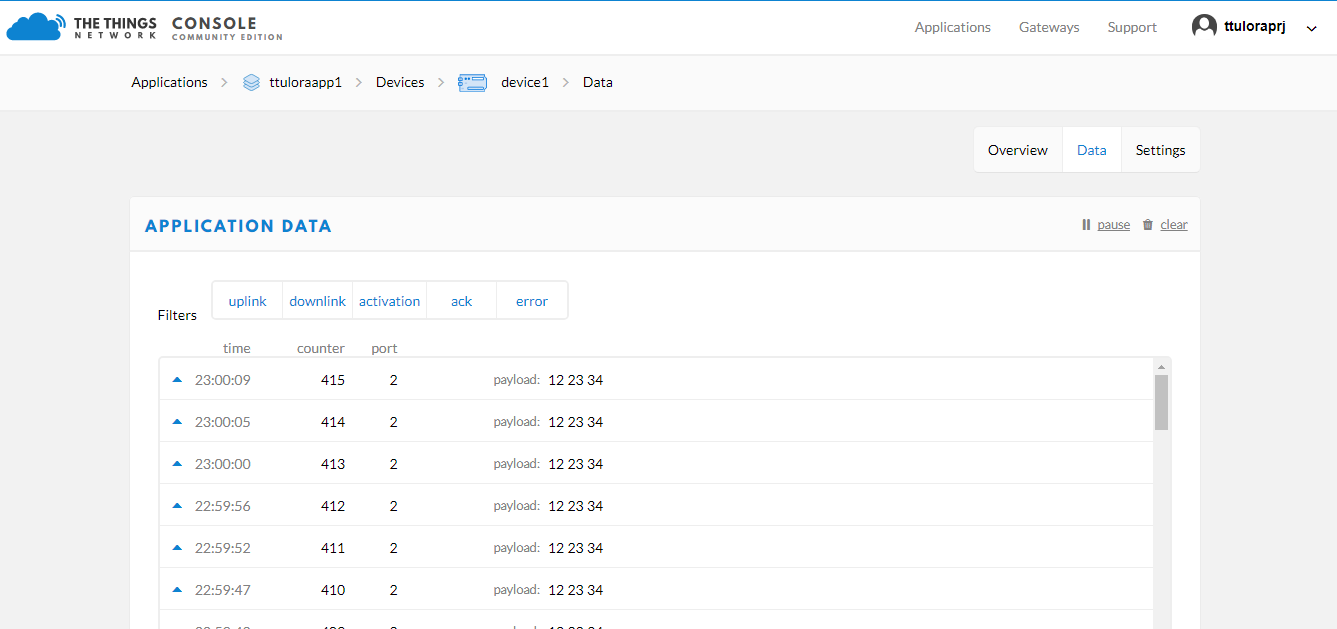 THE THINGS NETWORK CONSOLE COMMUNITY EDITION Applications Gateways Support ttuloraprj
Applications ttuloraapp1 Devices device1 Data
Overview Data Settings
APPLICATION DATA pause clear
Filters uplink downlink activation ack error
time counter port
23:00:09 415 2 payload: 12 23 34
23:00:05 414 2 payload: 12 23 34
23:00:00 413 2 payload: 12 23 34
22:59:56 412 2 payload: 12 23 34
22:59:52 411 2 payload: 12 23 34
22:59:47 410 2 payload: 12 23 34